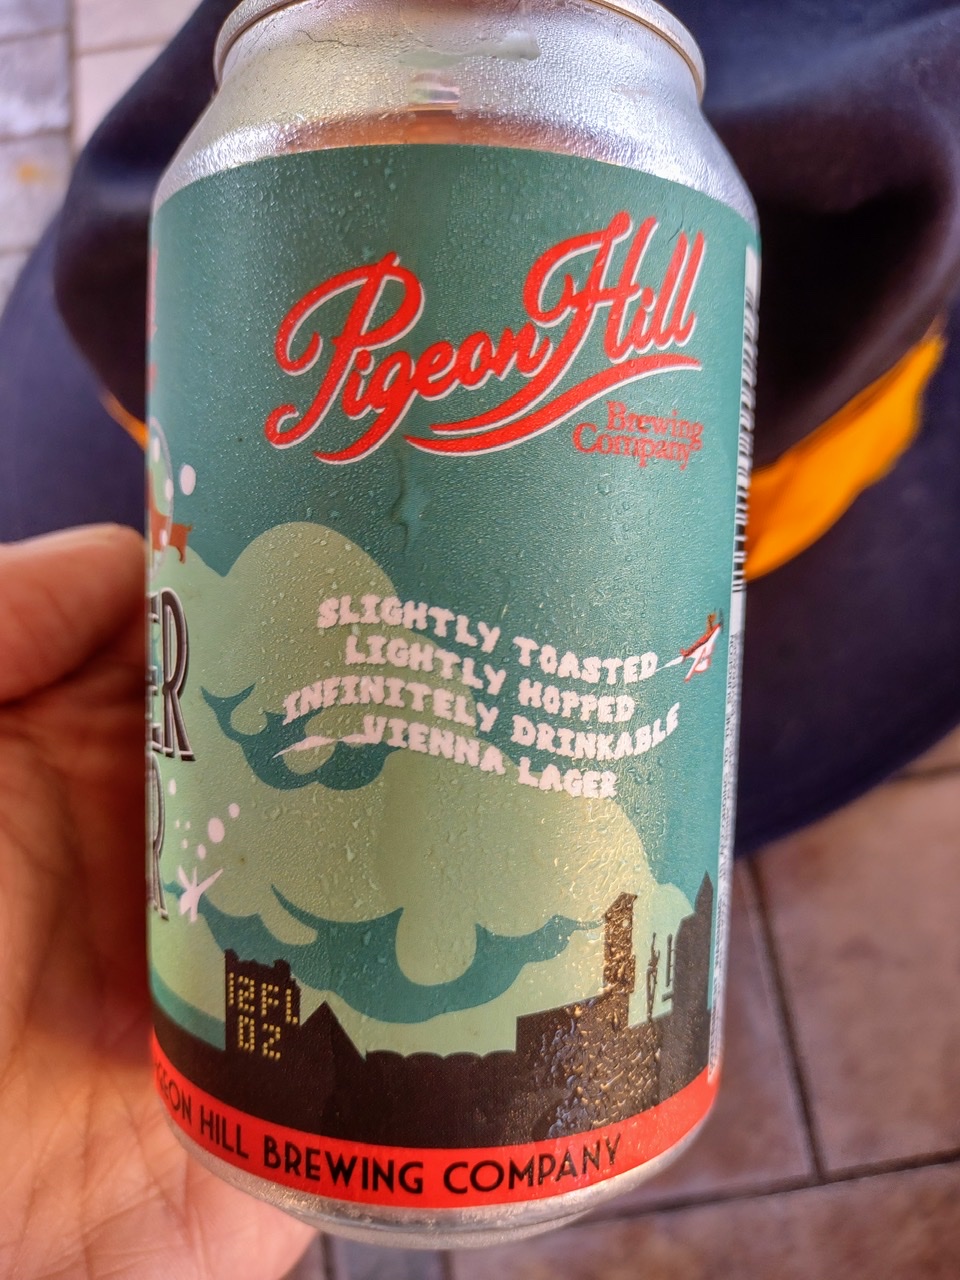 Pigeon Hill
Brewing
Company
SLIGHTLY TOASTED
LIGHTLY HOPPED
INFINITELY DRINKABLE
VIENNA LAGER
12 FL
OZ
HILL BREWING COMPANY